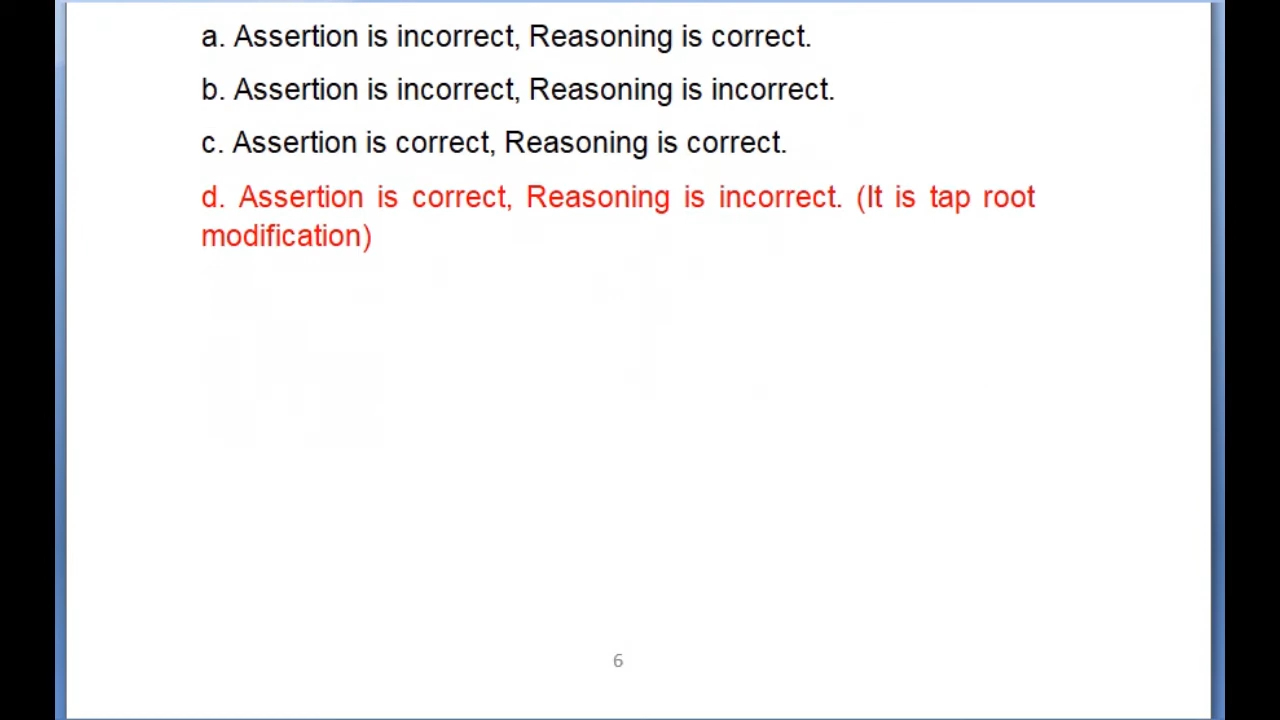 a. Assertion is incorrect, Reasoning is correct.
b. Assertion is incorrect, Reasoning is incorrect.
c. Assertion is correct, Reasoning is correct.
d. Assertion is correct, Reasoning is incorrect. (It is tap root
modification)
6